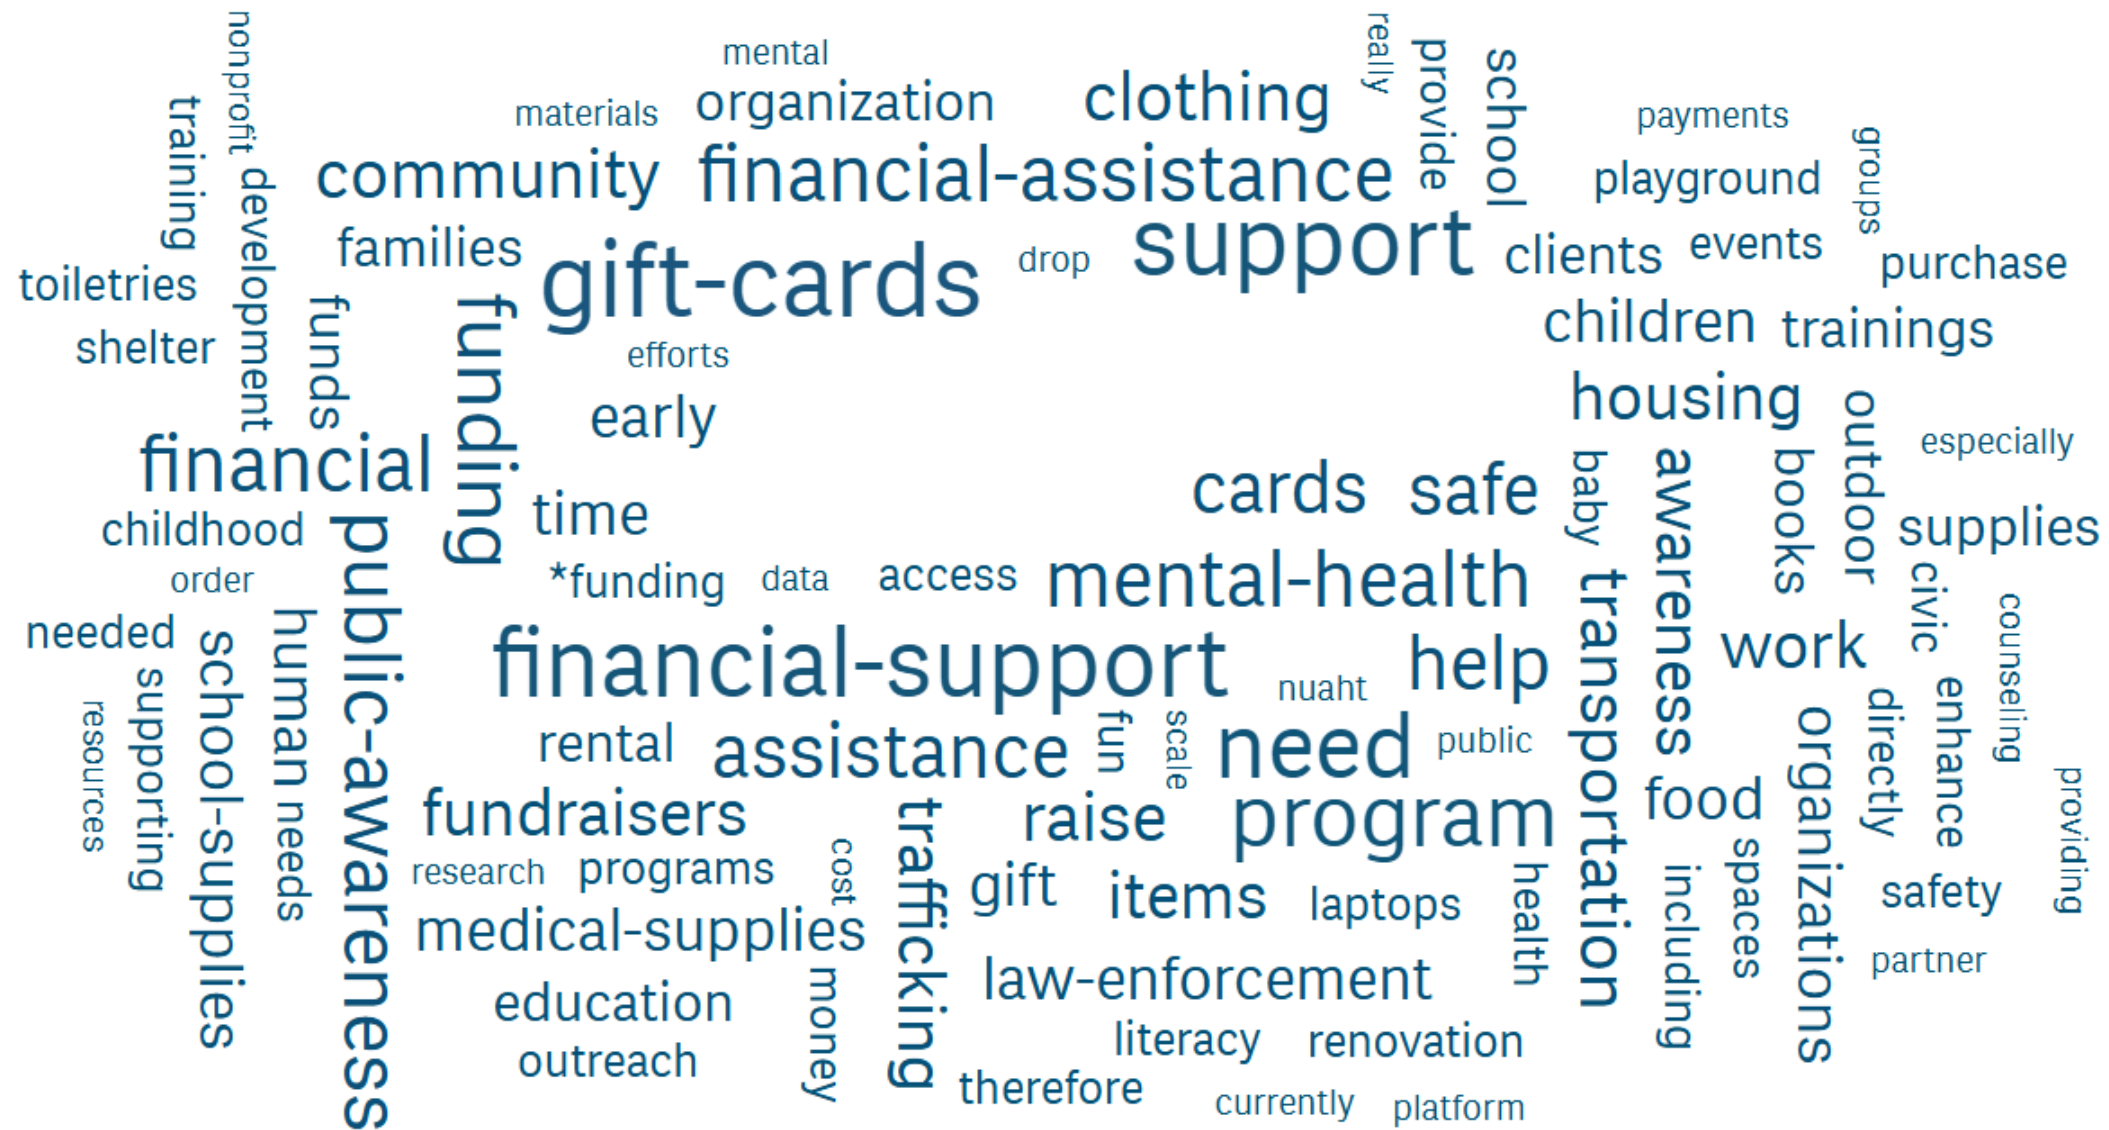 nonprofit
mental
really
provide
school
training
materials
organization
clothing
payments
groups
development
community
financial-assistance
playground
families
gift-cards
drop
support
clients
events
purchase
toiletries
funds
funding
children
trainings
shelter
efforts
early
housing
outdoor
especially
financial
cards
safe
baby
awareness
books
supplies
childhood
public-awareness
time
order
*funding
data
access
mental-health
transportation
civic
counseling
needed
school-supplies
human
financial-support
nuaht
help
work
supporting
resources
rental
assistance
fun
scale
need
public
organizations
directly
enhance
providing
needs
fundraisers
trafficking
raise
program
food
research
programs
cost
gift
items
laptops
health
including
spaces
safety
medical-supplies
law-enforcement
partner
education
money
literacy
renovation
outreach
therefore
currently
platform